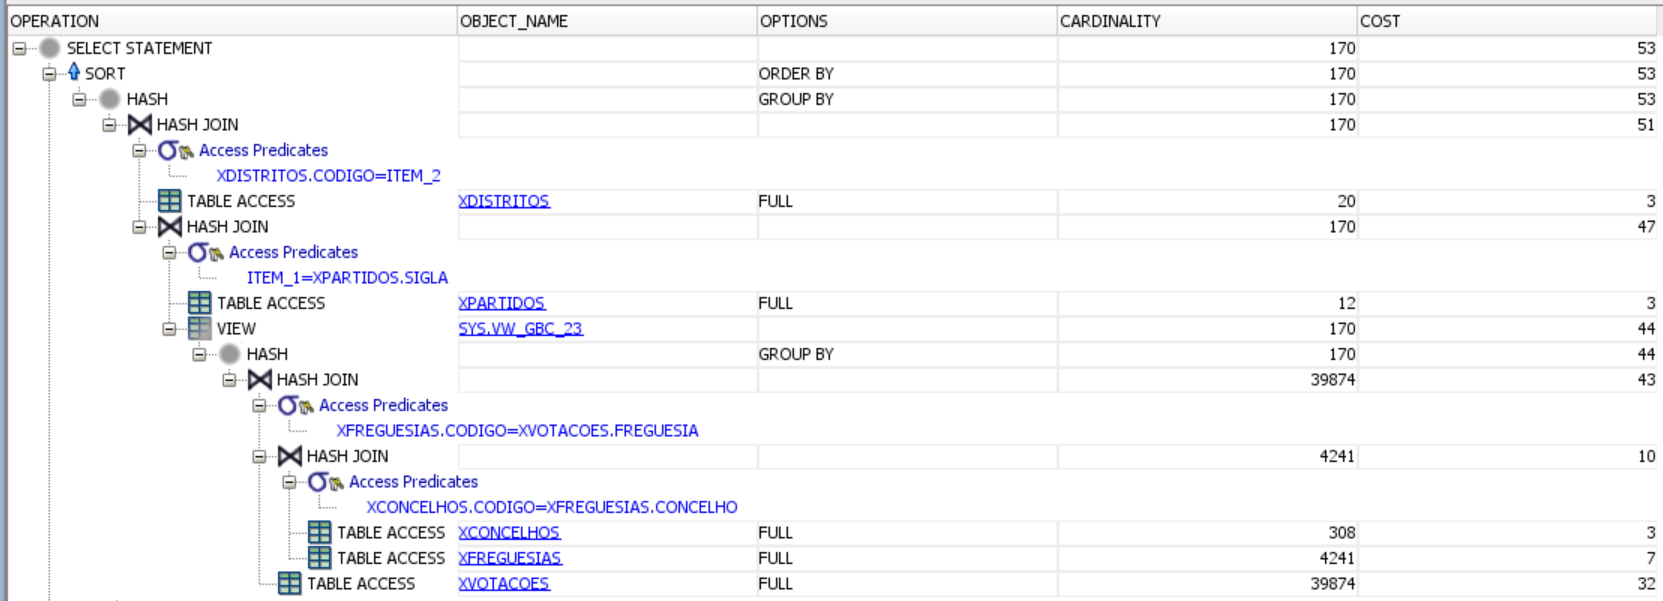 OPERATION OBJECT_NAME OPTIONS CARDINALITY COST
SELECT STATEMENT 170 53
SORT ORDER BY 170 53
HASH GROUP BY 170 53
HASH JOIN 170 51
Access Predicates
XDISTRITOS.CODIGO=ITEM_2
TABLE ACCESS XDISTRITOS FULL 20 3
HASH JOIN 170 47
Access Predicates
ITEM_1=XPARTIDOS.SIGLA
TABLE ACCESS XPARTIDOS FULL 12 3
VIEW SYS.VW_GBC_23 170 44
HASH GROUP BY 170 44
HASH JOIN 39874 43
Access Predicates
XFREGUESIAS.CODIGO=XVOTACOES.FREGUESIA
HASH JOIN 4241 10
Access Predicates
XCONCELHOS.CODIGO=XFREGUESIAS.CONCELHO
TABLE ACCESS XCONCELHOS FULL 308 3
TABLE ACCESS XFREGUESIAS FULL 4241 7
TABLE ACCESS XVOTACOES FULL 39874 32